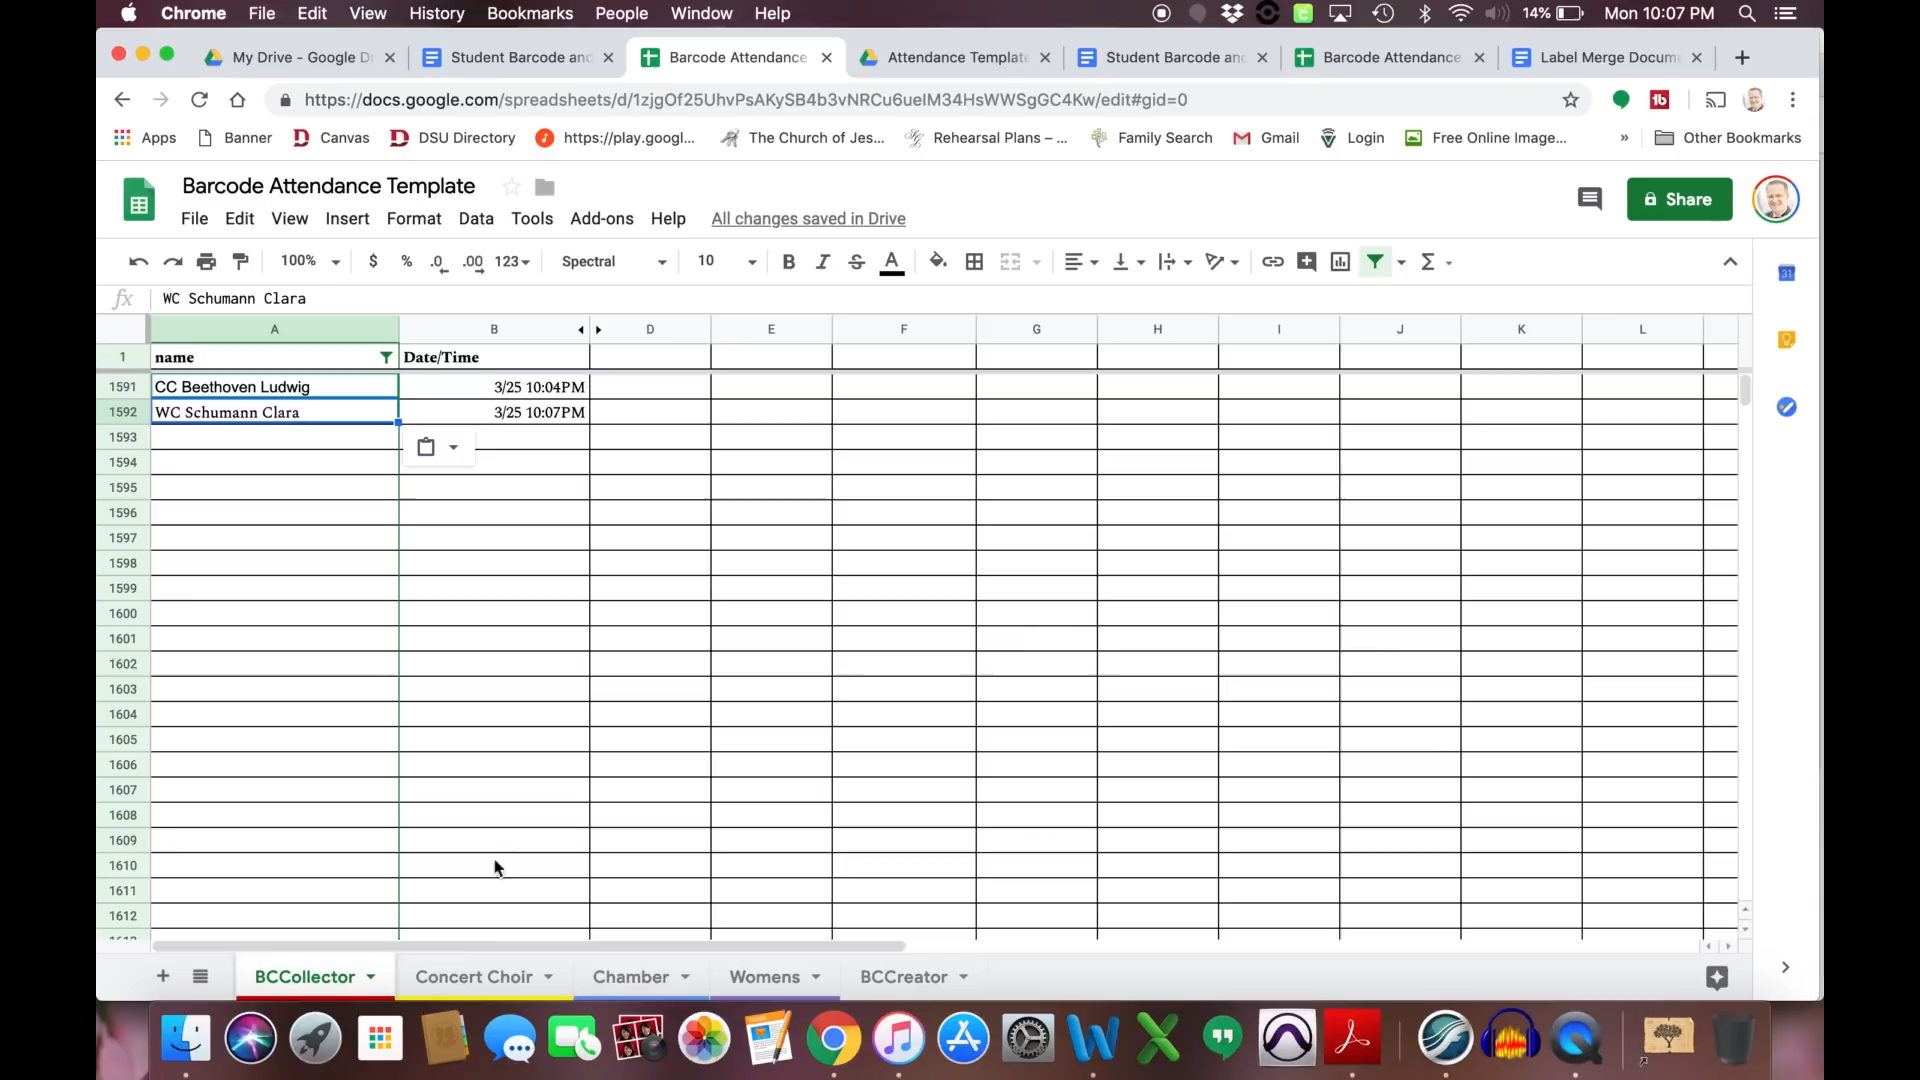 Chrome File Edit View History Bookmarks People Window Help 14% Mon 10:07 PM
My Drive - Google D Student Barcode and Barcode Attendance Attendance Template Student Barcode and Barcode Attendance Label Merge Docum
https://docs.google.com/spreadsheets/d/1zjgOf25UhvPsAKySB4b3vNRCu6ueIM34HsWWSgGC4Kw/edit#gid=0
Apps Banner Canvas DSU Directory https://play.googl... The Church of Jes... Rehearsal Plans – ... Family Search Gmail Login Free Online Image... » Other Bookmarks
Barcode Attendance Template
File Edit View Insert Format Data Tools Add-ons Help All changes saved in Drive
Share
100% $ % .0 .00 123 Spectral 10 B I S A Σ
fx WC Schumann Clara
A B D E F G H I J K L
1 name Date/Time
1591 CC Beethoven Ludwig 3/25 10:04PM
1592 WC Schumann Clara 3/25 10:07PM
1593
1594
1595
1596
1597
1598
1599
1600
1601
1602
1603
1604
1605
1606
1607
1608
1609
1610
1611
1612
BCCollector Concert Choir Chamber Womens BCCreator